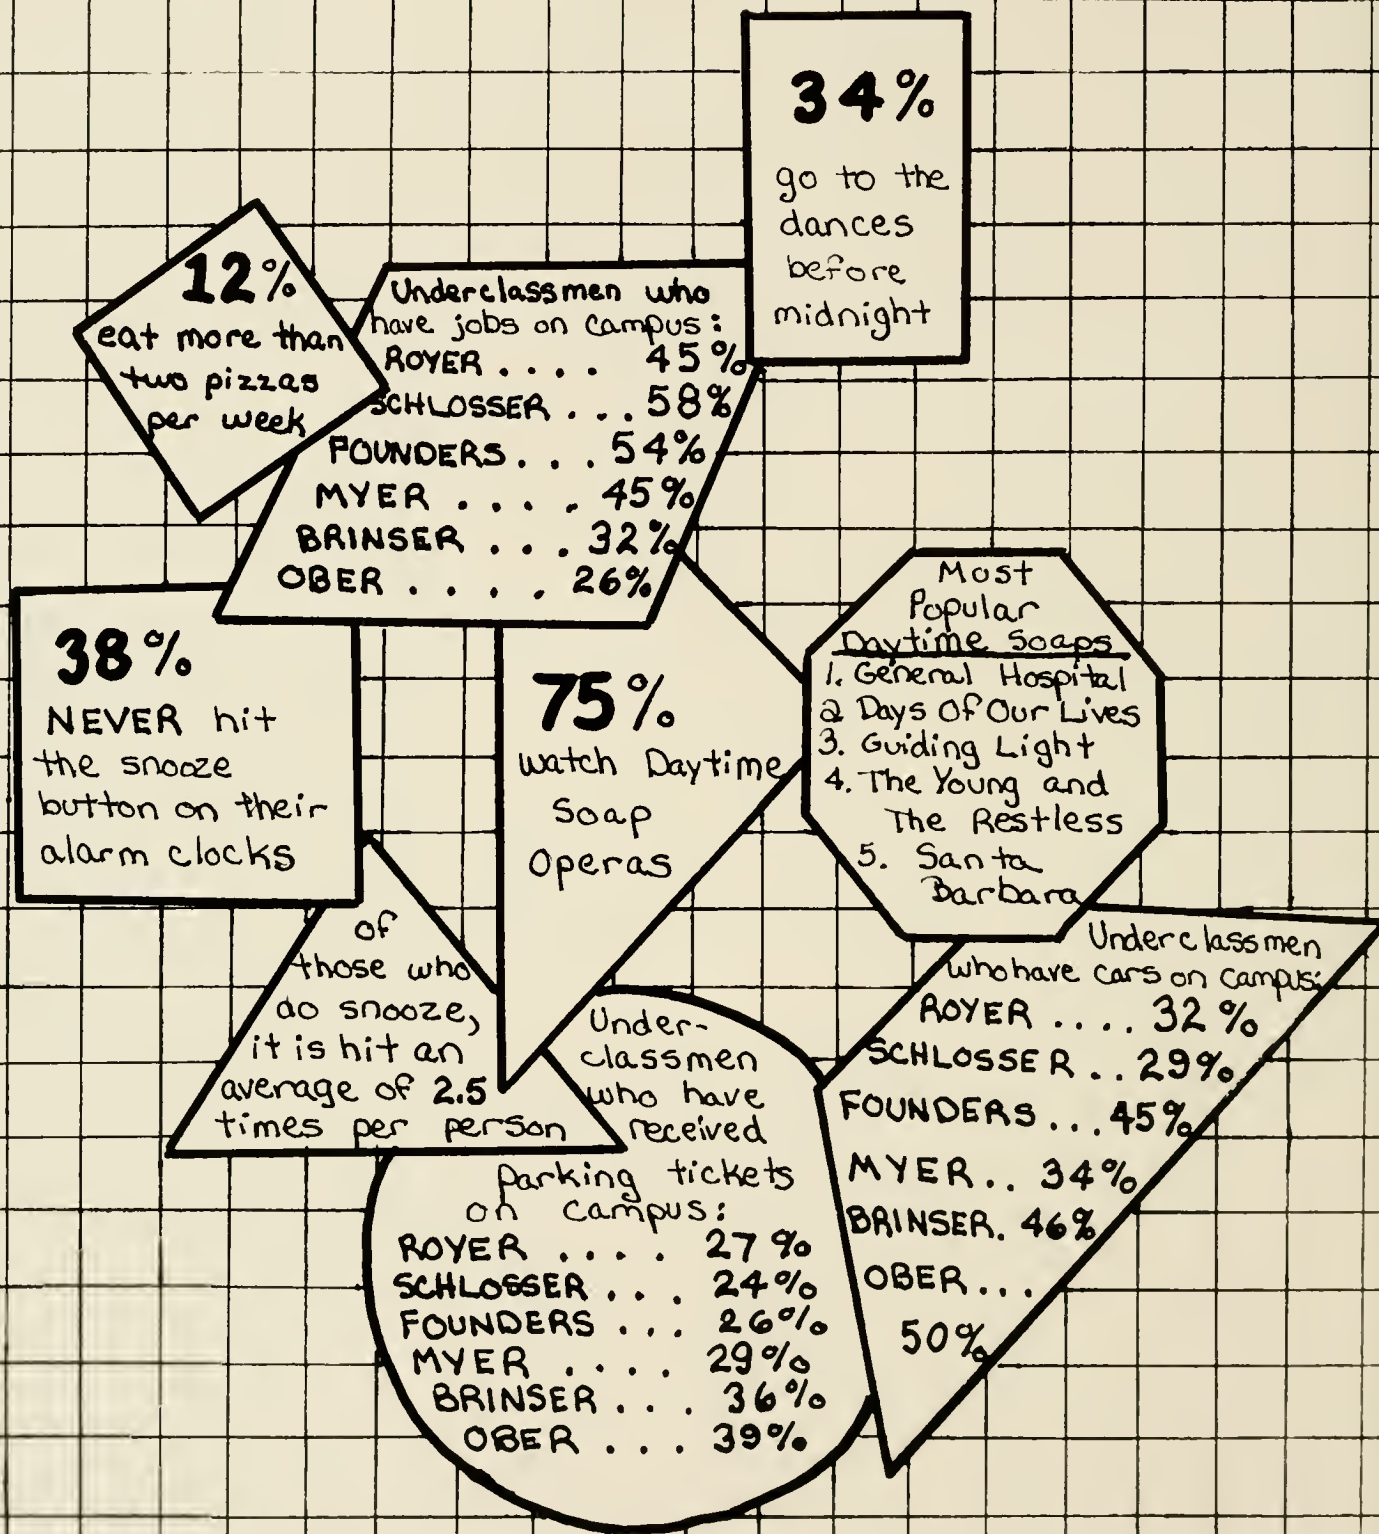 34%
go to the
dances
before
midnight
12%
eat more than
two pizzas
per week
Underclassmen who
have jobs on campus:
ROYER .... 45%
SCHLOSSER ... 58%
FOUNDERS ... 54%
MYER .... 45%
BRINSER ... 32%
OBER .... 26%
38%
NEVER hit
the snooze
button on their
alarm clocks
75%
watch Daytime
Soap
Operas
Most
Popular
Daytime Soaps
1. General Hospital
2 Days Of Our Lives
3. Guiding Light
4. The Young and
The Restless
5. Santa
Barbara
of
those who
do snooze,
it is hit an
average of 2.5
times per person
Under-
classmen
who have
received
parking tickets
on campus:
ROYER .... 27%
SCHLOSSER ... 24%
FOUNDERS ... 26%
MYER .... 29%
BRINSER ... 36%
OBER ... 39%
Underclassmen
who have cars on campus:
ROYER .... 32%
SCHLOSSER .. 29%
FOUNDERS ... 45%
MYER.. 34%
BRINSER. 46%
OBER ...
50%